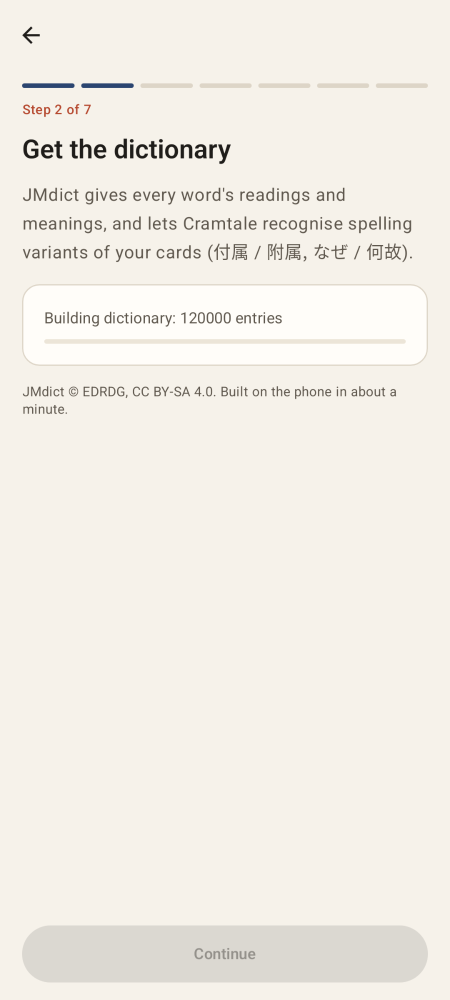 Step 2 of 7
Get the dictionary
JMdict gives every word's readings and
meanings, and lets Cramtale recognise spelling
variants of your cards (付属 / 附属, なぜ / 何故).
Building dictionary: 120000 entries
JMdict © EDRDG, CC BY-SA 4.0. Built on the phone in about a
minute.
Continue